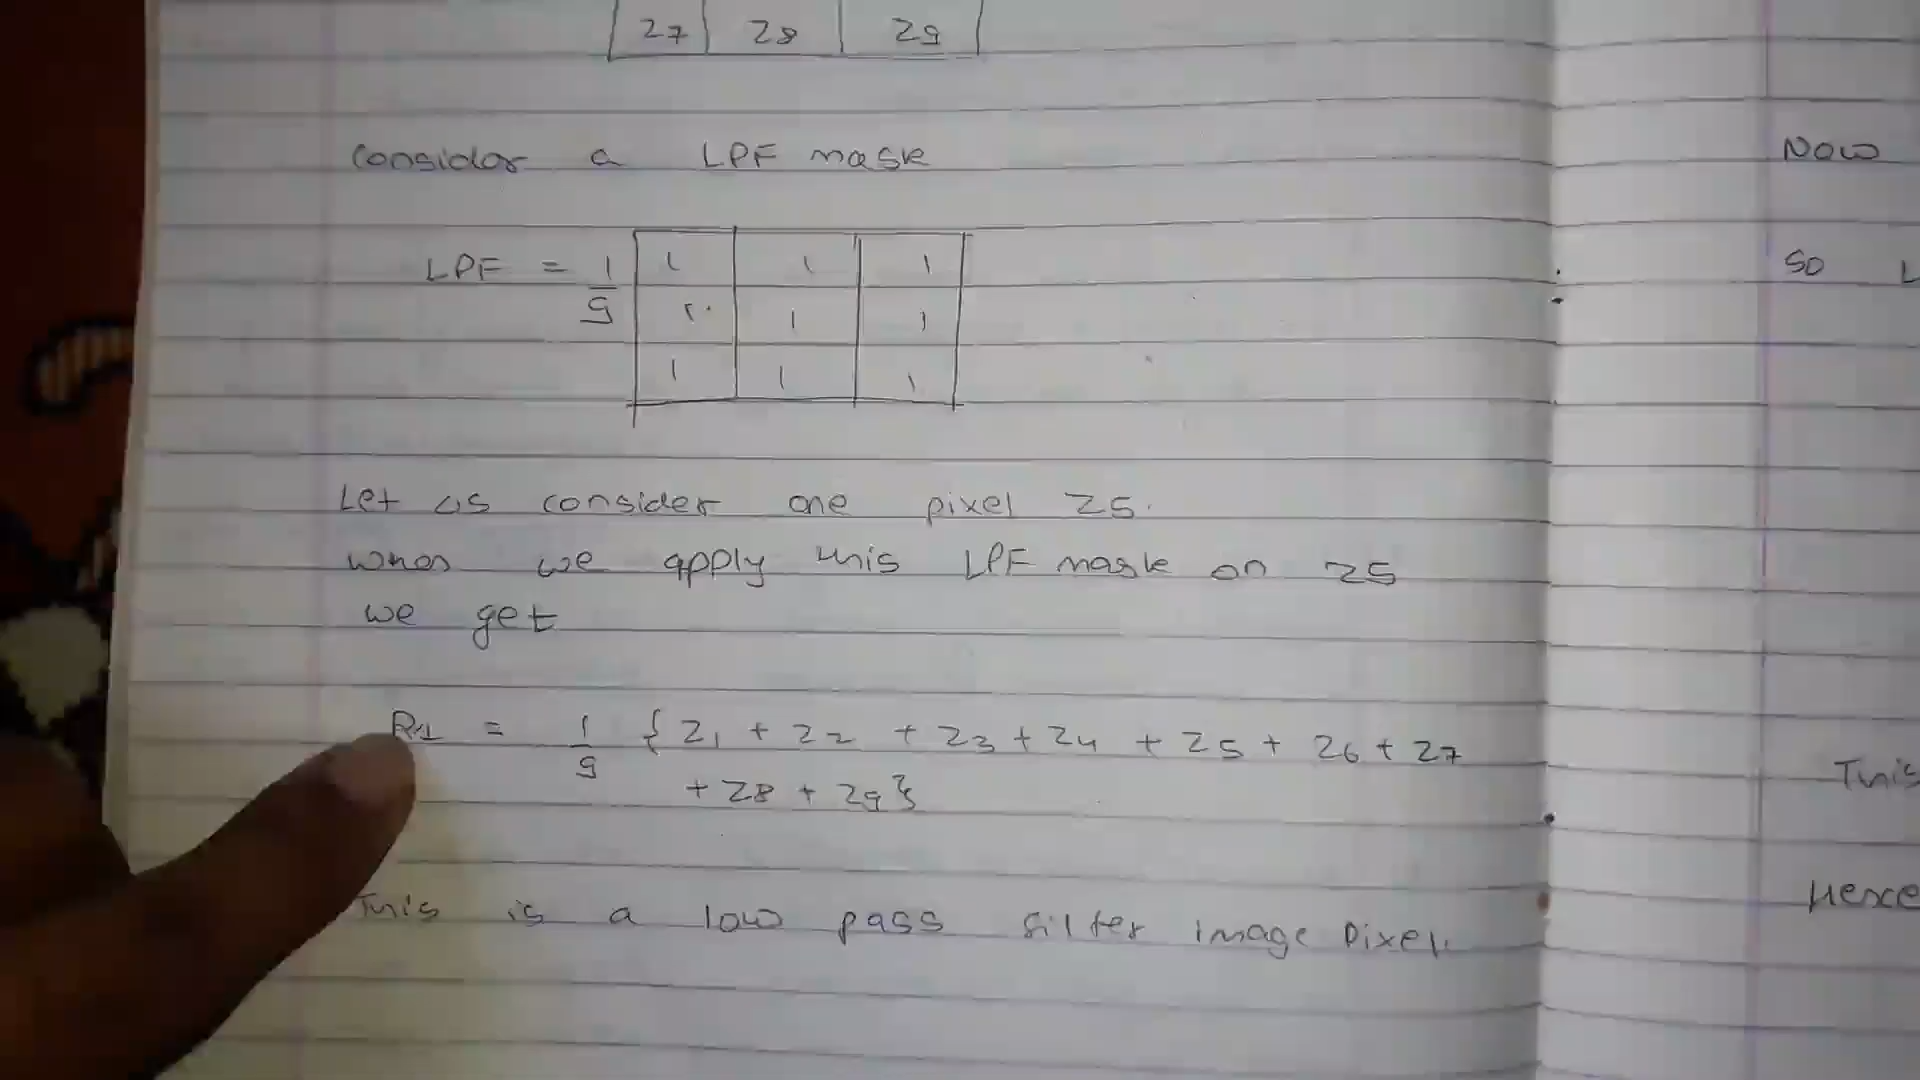 Z7 Z8 Z9
Consider a LPF mask
LPF = 1/9
1 1 1
1 1 1
1 1 1
Let us consider one pixel Z5.
When we apply this LPF mask on Z5
we get
R1 = 1/9 { Z1 + Z2 + Z3 + Z4 + Z5 + Z6 + Z7
+ Z8 + Z9 }
This is a low pass filter image pixel.
Now
So L
This
Hence